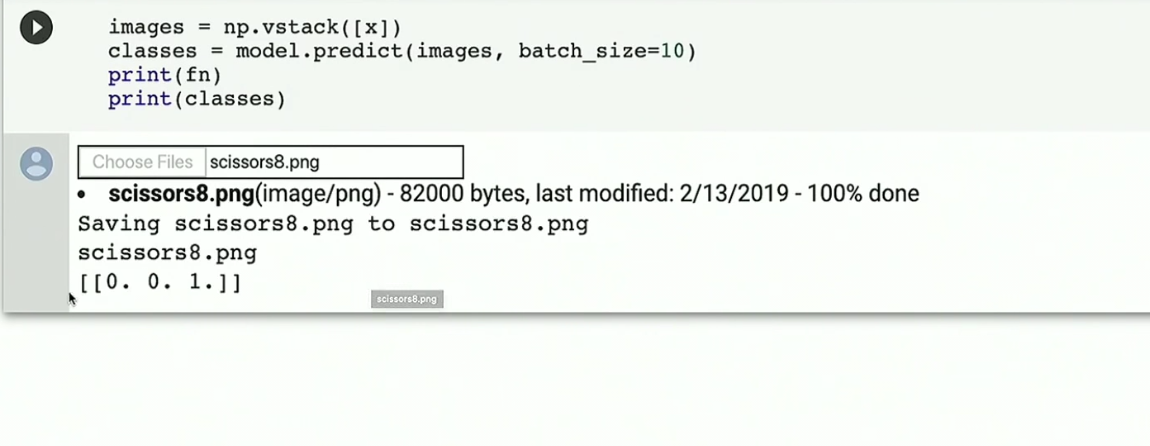 images = np.vstack([x])
classes = model.predict(images, batch_size=10)
print(fn)
print(classes)
Choose Files scissors8.png
• scissors8.png(image/png) - 82000 bytes, last modified: 2/13/2019 - 100% done
Saving scissors8.png to scissors8.png
scissors8.png
[[0. 0. 1.]]
scissors8.png